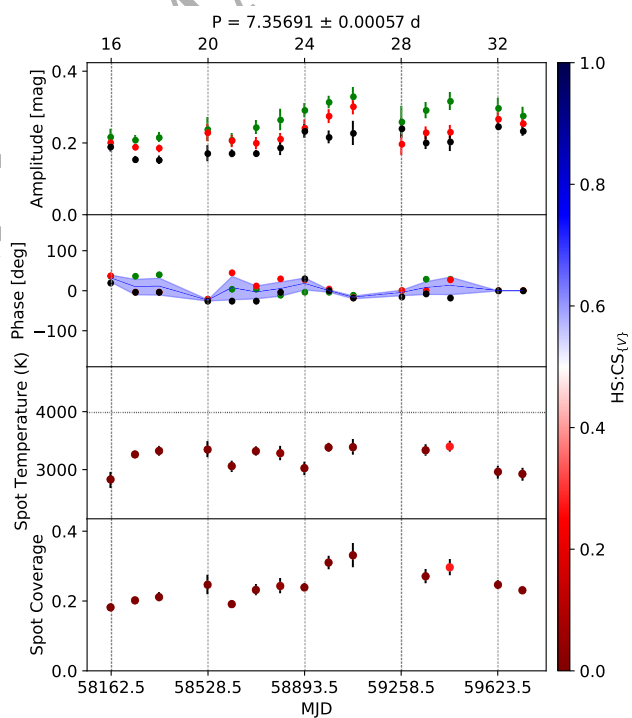 P = 7.35691 ± 0.00057 d
16 20 24 28 32
Amplitude [mag]
0.4
0.2
0.0
Phase [deg]
100
0
−100
Spot Temperature (K)
4000
3000
Spot Coverage
0.4
0.2
0.0
58162.5 58528.5 58893.5 59258.5 59623.5
MJD
1.0
0.8
0.6
0.4
0.2
0.0
HS:CS{V}